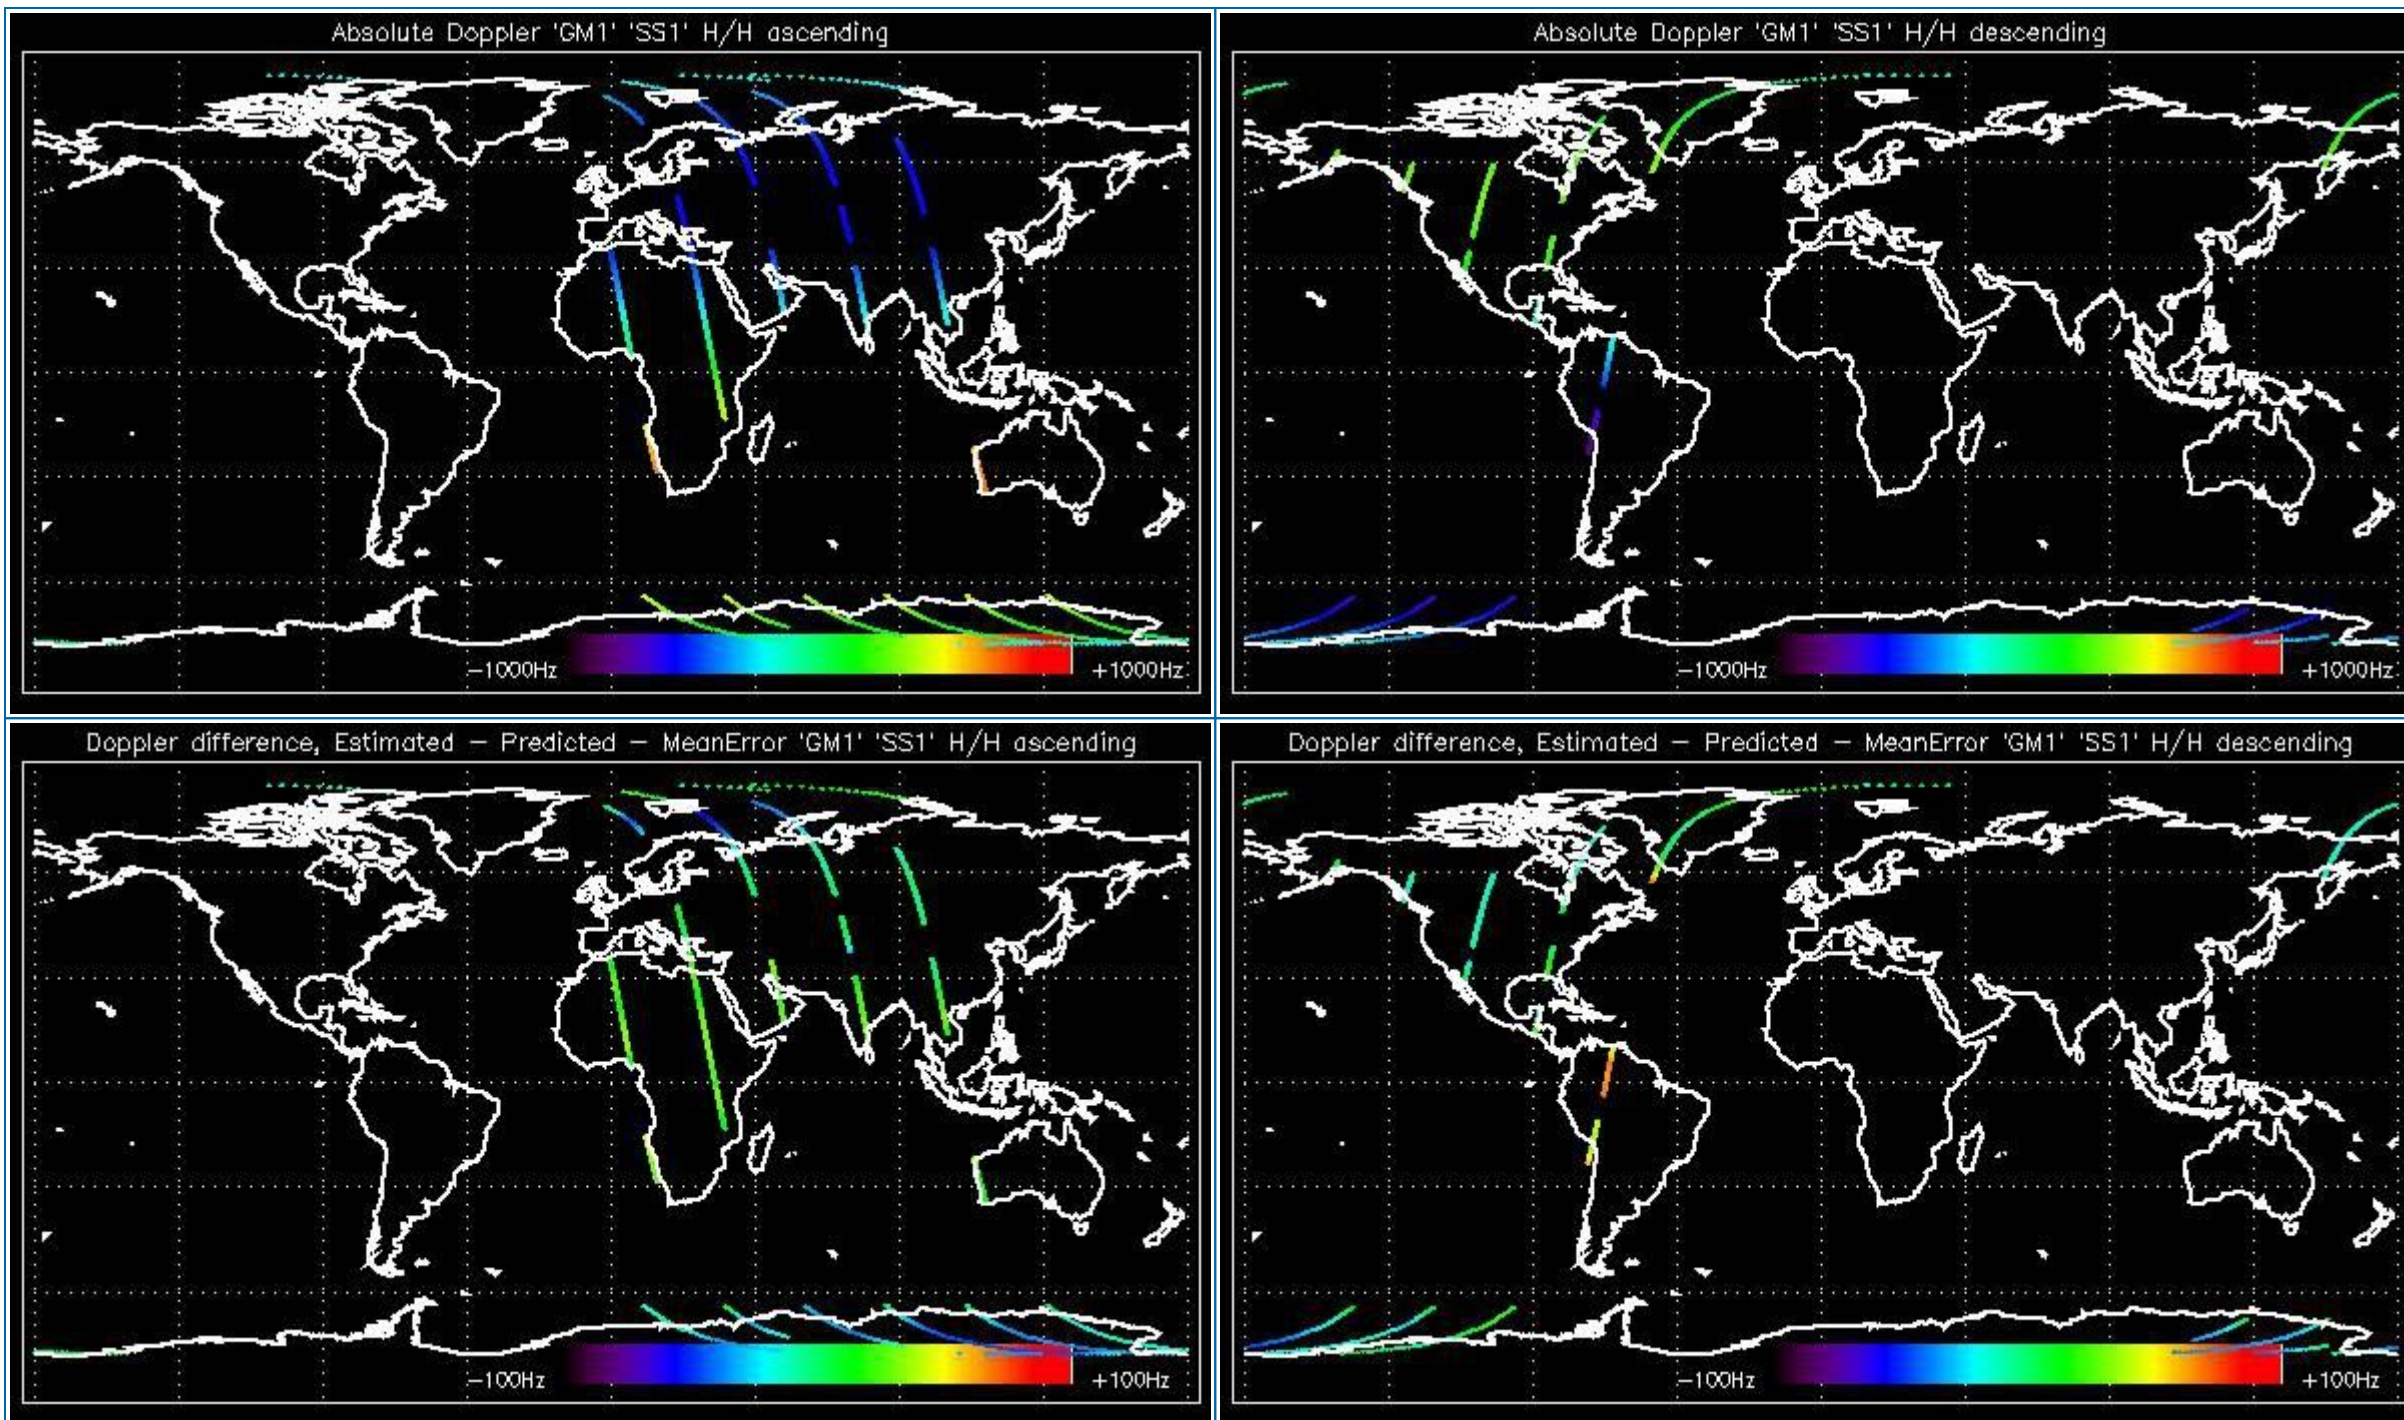 Absolute Doppler 'GM1' 'SS1' H/H ascending
−1000Hz
+1000Hz
Absolute Doppler 'GM1' 'SS1' H/H descending
−1000Hz
+1000Hz
Doppler difference, Estimated − Predicted − MeanError 'GM1' 'SS1' H/H ascending
−100Hz
+100Hz
Doppler difference, Estimated − Predicted − MeanError 'GM1' 'SS1' H/H descending
−100Hz
+100Hz